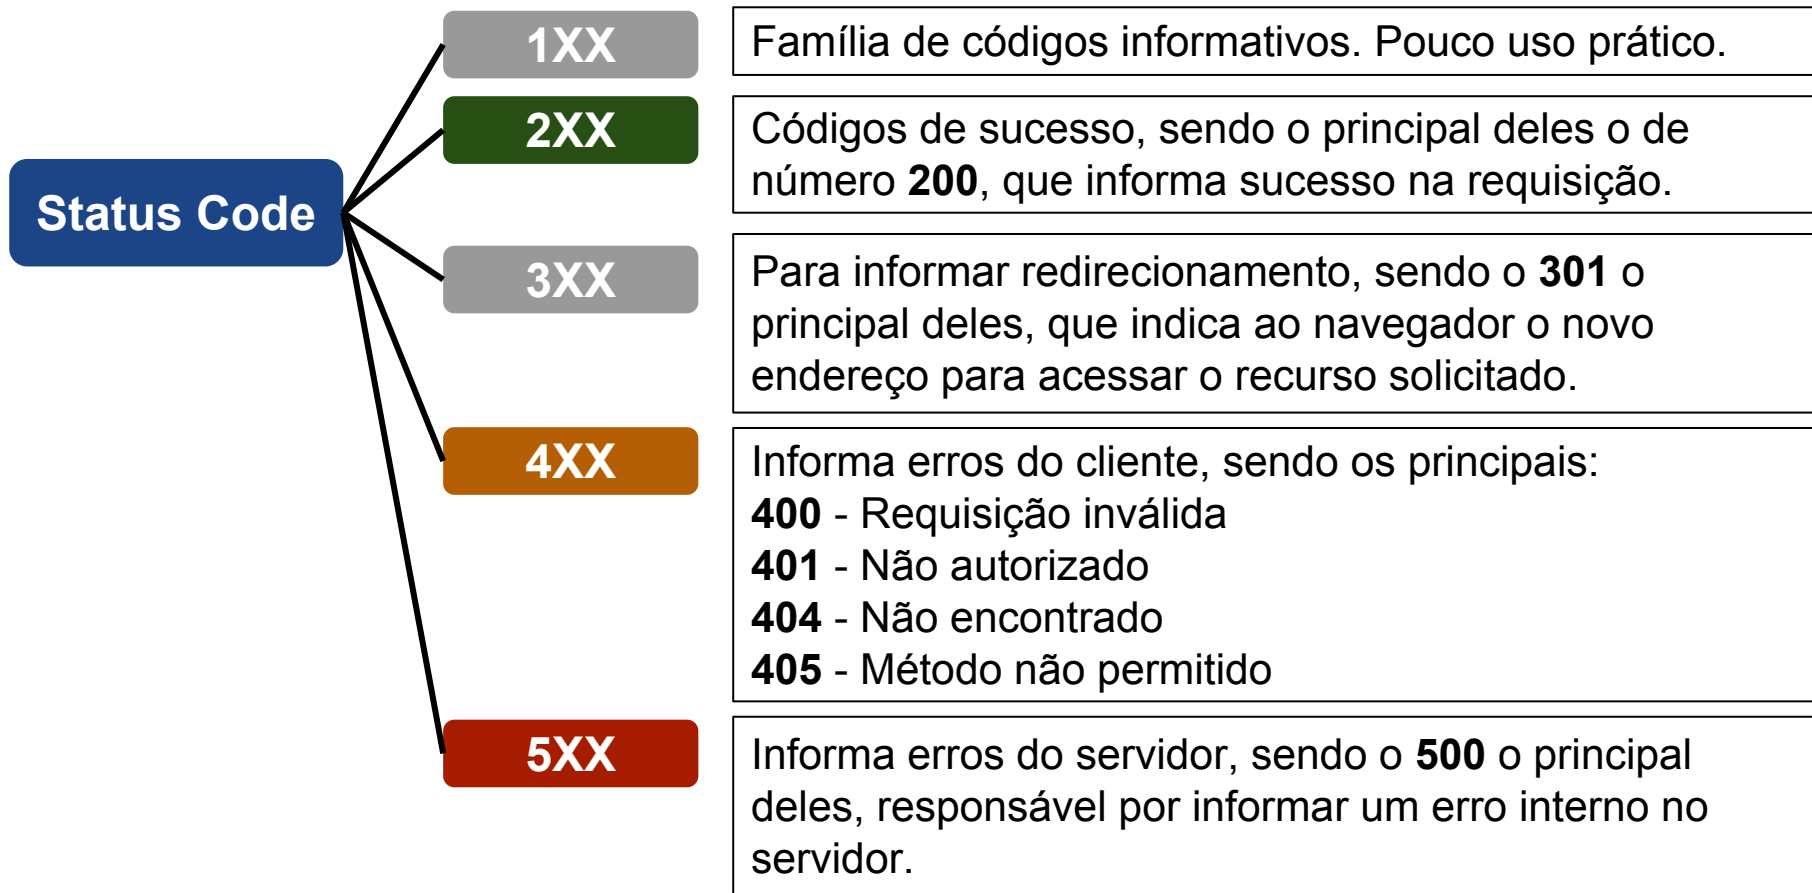 Status Code
1XX
Família de códigos informativos. Pouco uso prático.
2XX
Códigos de sucesso, sendo o principal deles o de
número 200, que informa sucesso na requisição.
3XX
Para informar redirecionamento, sendo o 301 o
principal deles, que indica ao navegador o novo
endereço para acessar o recurso solicitado.
4XX
Informa erros do cliente, sendo os principais:
400 - Requisição inválida
401 - Não autorizado
404 - Não encontrado
405 - Método não permitido
5XX
Informa erros do servidor, sendo o 500 o principal
deles, responsável por informar um erro interno no
servidor.